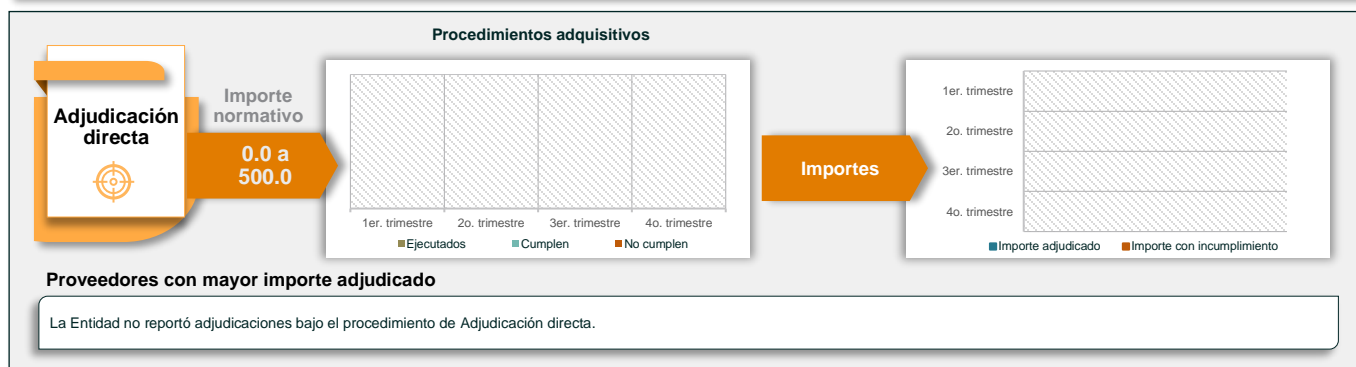 Procedimientos adquisitivos
Adjudicación
directa
Importe
normativo
0.0 a
500.0
1er. trimestre 2o. trimestre 3er. trimestre 4o. trimestre
Ejecutados Cumplen No cumplen
Importes
1er. trimestre
2o. trimestre
3er. trimestre
4o. trimestre
Importe adjudicado Importe con incumplimiento
Proveedores con mayor importe adjudicado
La Entidad no reportó adjudicaciones bajo el procedimiento de Adjudicación directa.